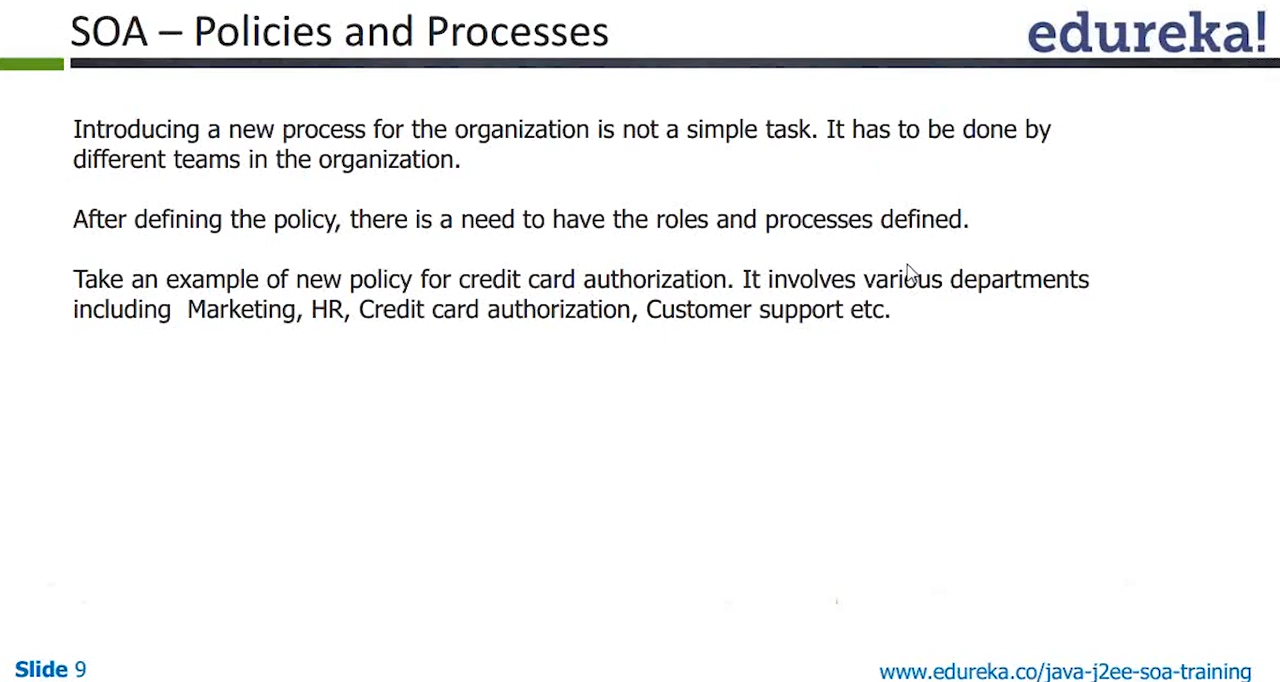 SOA – Policies and Processes
edureka!
Introducing a new process for the organization is not a simple task. It has to be done by
different teams in the organization.
After defining the policy, there is a need to have the roles and processes defined.
Take an example of new policy for credit card authorization. It involves various departments
including  Marketing, HR, Credit card authorization, Customer support etc.
Slide 9
www.edureka.co/java-j2ee-soa-training